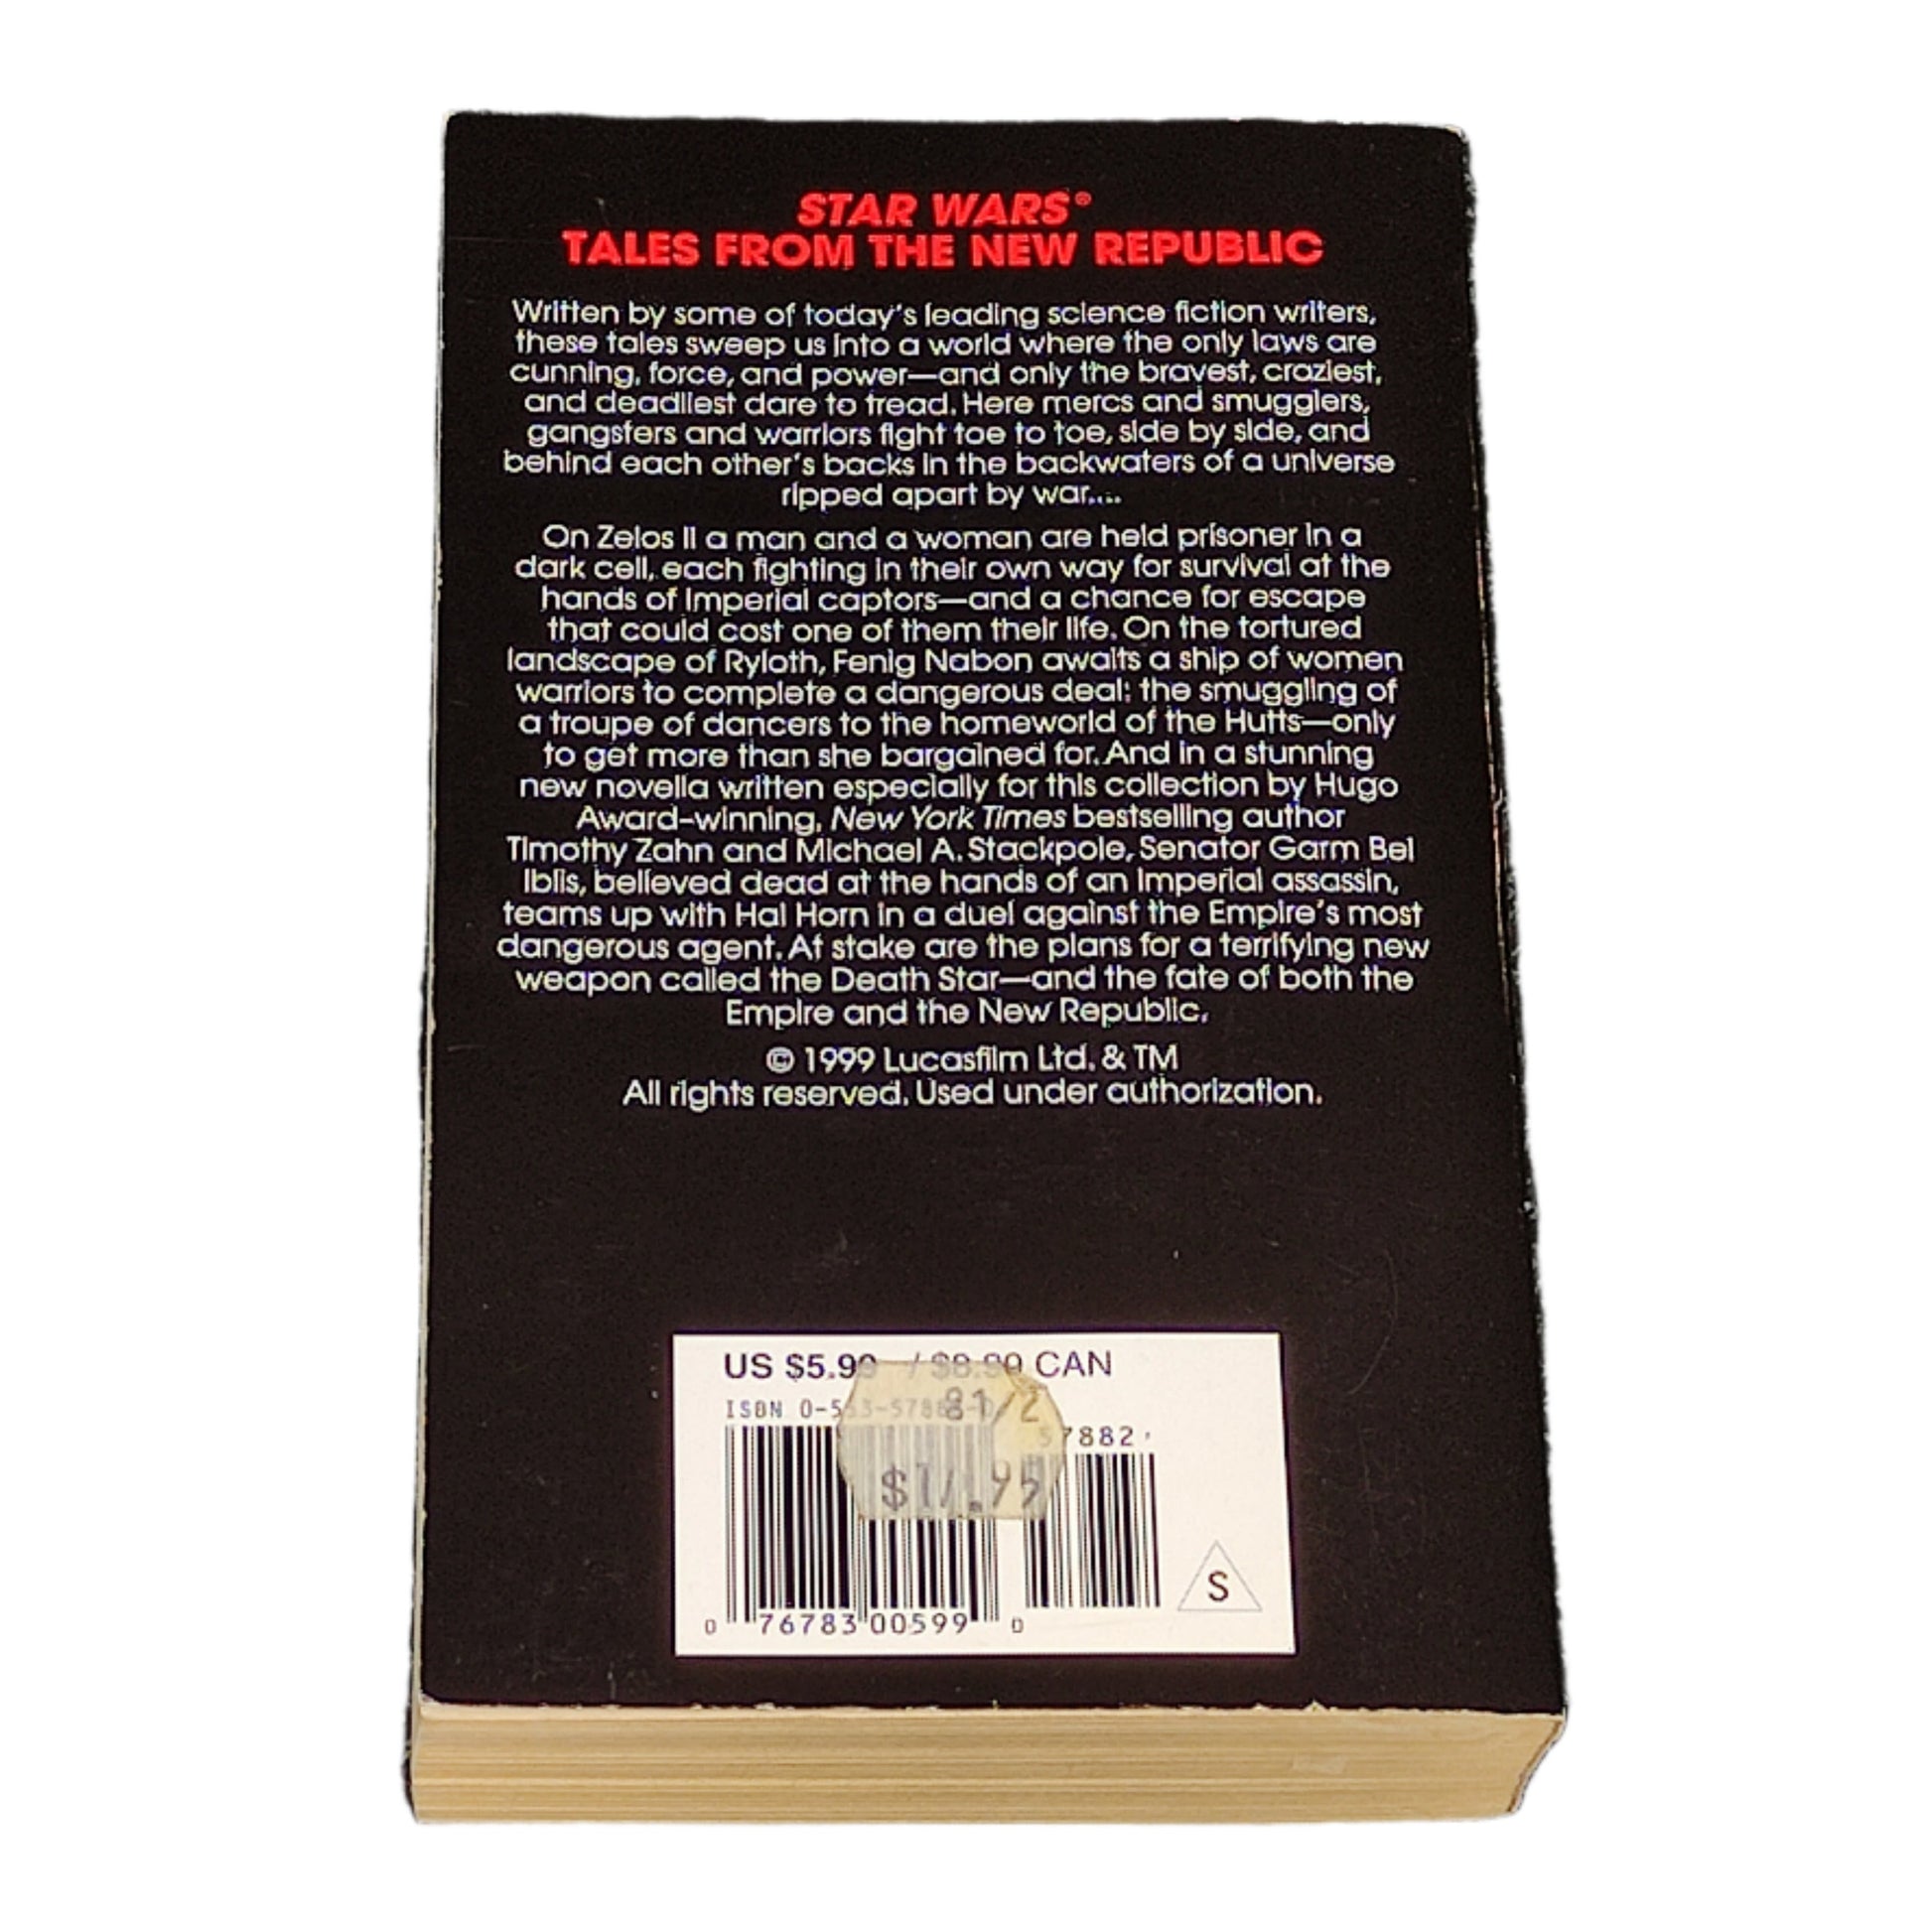 STAR WARS®
TALES FROM THE NEW REPUBLIC
Written by some of today's leading science fiction writers,
these tales sweep us into a world where the only laws are
cunning, force, and power—and only the bravest, craziest,
and deadliest dare to tread. Here mercs and smugglers,
gangsters and warriors fight toe to toe, side by side, and
behind each other's backs in the backwaters of a universe
ripped apart by war....
On Zelos II a man and a woman are held prisoner in a
dark cell, each fighting in their own way for survival at the
hands of Imperial captors—and a chance for escape
that could cost one of them their life. On the tortured
landscape of Ryloth, Fenig Nabon awaits a ship of women
warriors to complete a dangerous deal: the smuggling of
a troupe of dancers to the homeworld of the Hutts—only
to get more than she bargained for. And in a stunning
new novella written especially for this collection by Hugo
Award-winning, New York Times bestselling author
Timothy Zahn and Michael A. Stackpole, Senator Garm Bel
Iblis, believed dead at the hands of an Imperial assassin,
teams up with Hal Horn in a duel against the Empire's most
dangerous agent. At stake are the plans for a terrifying new
weapon called the Death Star—and the fate of both the
Empire and the New Republic.
© 1999 Lucasfilm Ltd. & TM
All rights reserved. Used under authorization.
US $5.99 / $8.99 CAN
ISBN
57882
S
0 76783 00599 0